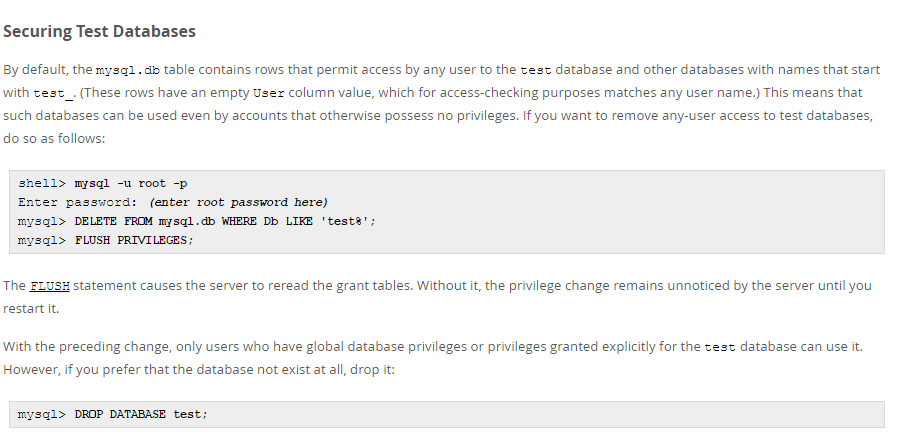 Securing Test Databases
By default, the mysql.db table contains rows that permit access by any user to the test database and other databases with names that start
with test_. (These rows have an empty User column value, which for access-checking purposes matches any user name.) This means that
such databases can be used even by accounts that otherwise possess no privileges. If you want to remove any-user access to test databases,
do so as follows:
shell> mysql -u root -p
Enter password: (enter root password here)
mysql> DELETE FROM mysql.db WHERE Db LIKE 'test%';
mysql> FLUSH PRIVILEGES;
The FLUSH statement causes the server to reread the grant tables. Without it, the privilege change remains unnoticed by the server until you
restart it.
With the preceding change, only users who have global database privileges or privileges granted explicitly for the test database can use it.
However, if you prefer that the database not exist at all, drop it:
mysql> DROP DATABASE test;